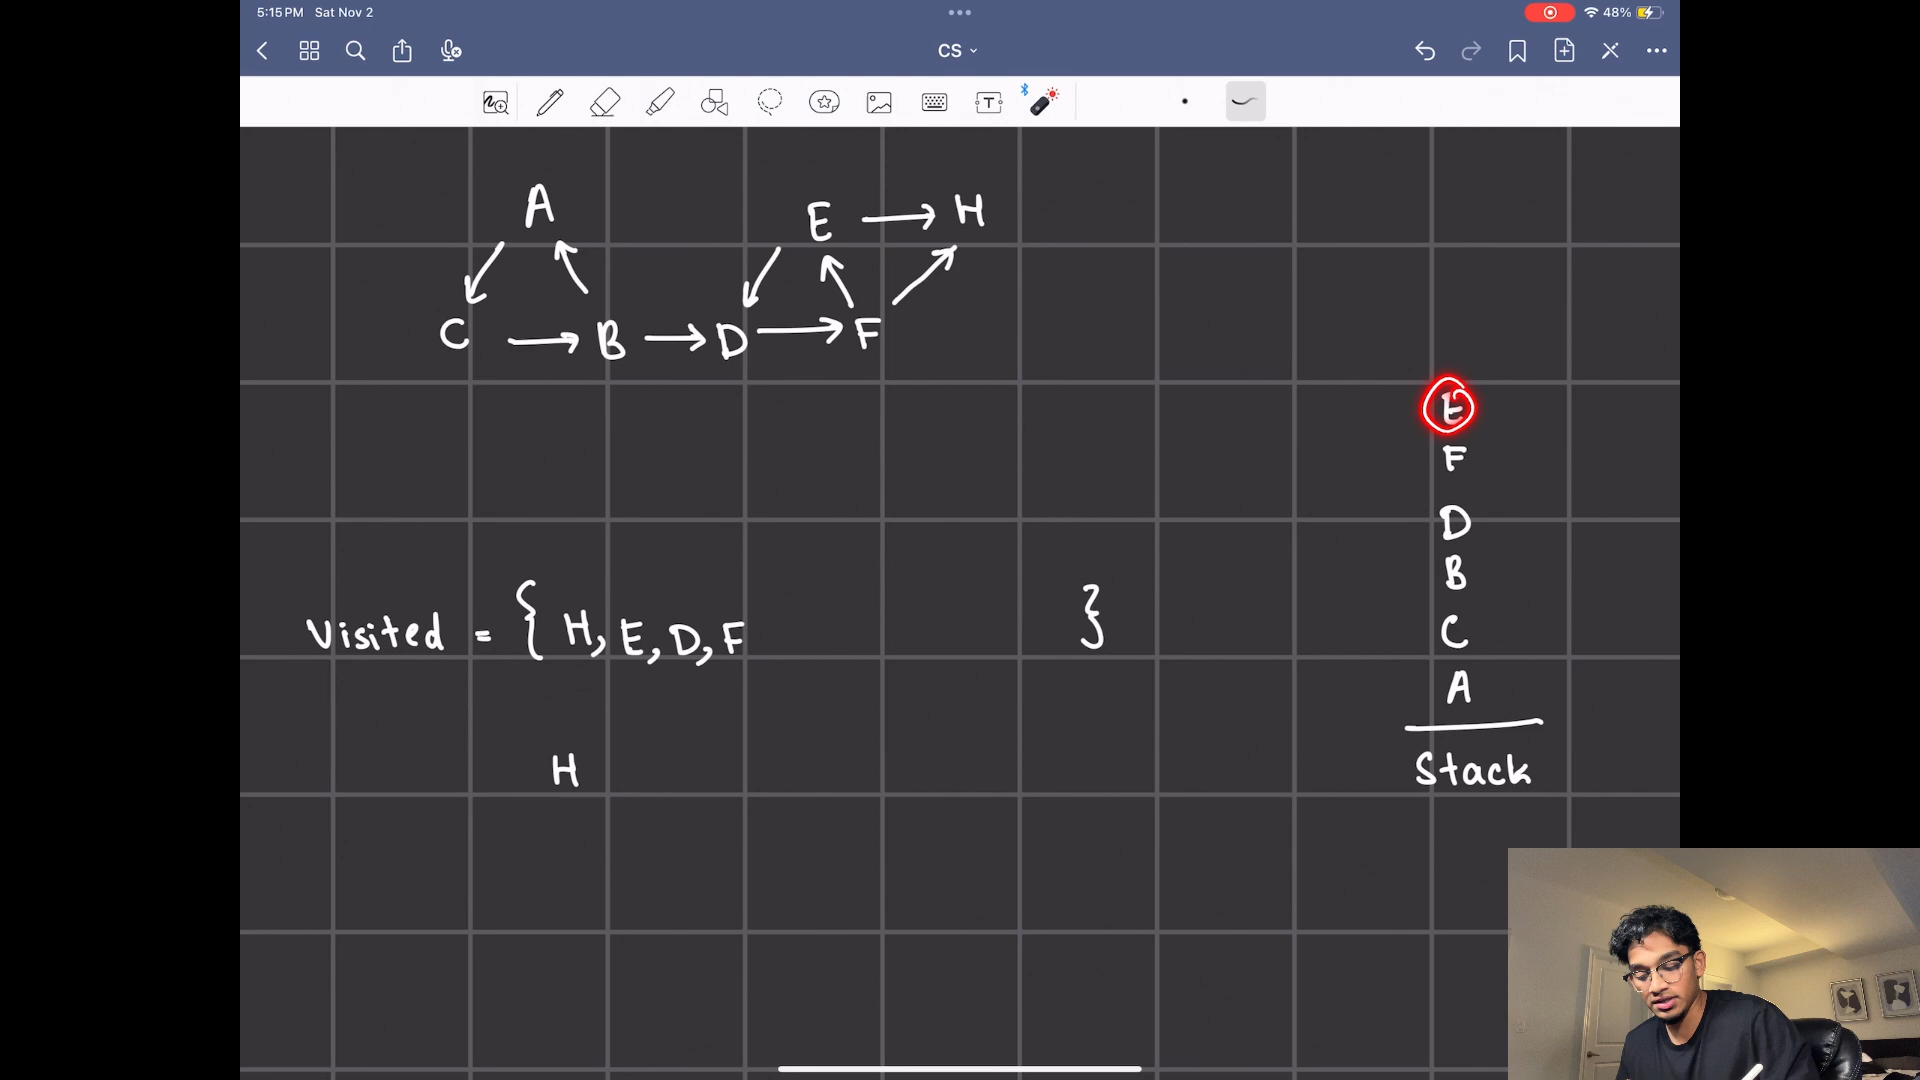 5:15 PM Sat Nov 2
48%
CS
T
A
E → H
C → B → D → F
E
F
D
B
C
A
Stack
Visited = { H, E, D, F }
H